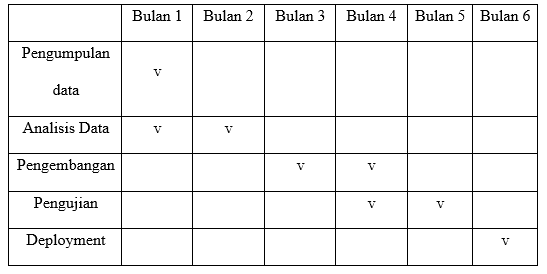 Bulan 1 Bulan 2 Bulan 3 Bulan 4 Bulan 5 Bulan 6
Pengumpulan
data v
Analisis Data v v
Pengembangan v v
Pengujian v v
Deployment v